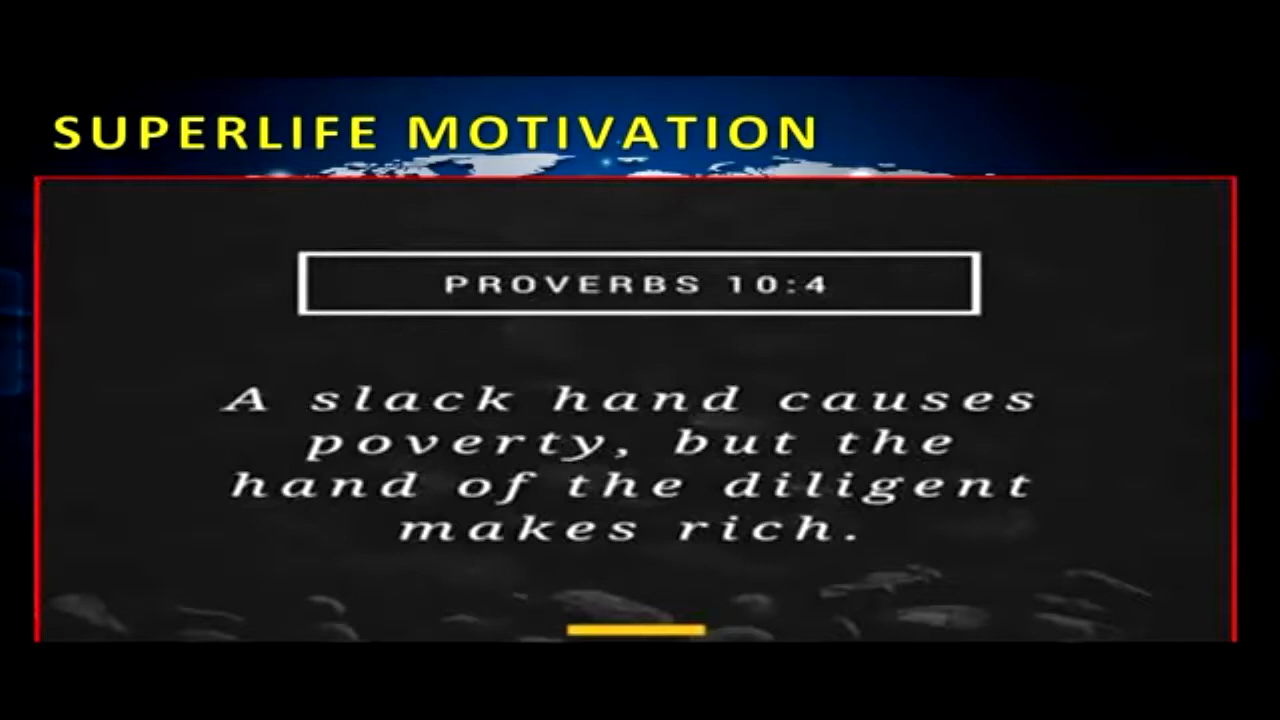 SUPERLIFE MOTIVATION
PROVERBS 10:4
A slack hand causes
poverty, but the
hand of the diligent
makes rich.